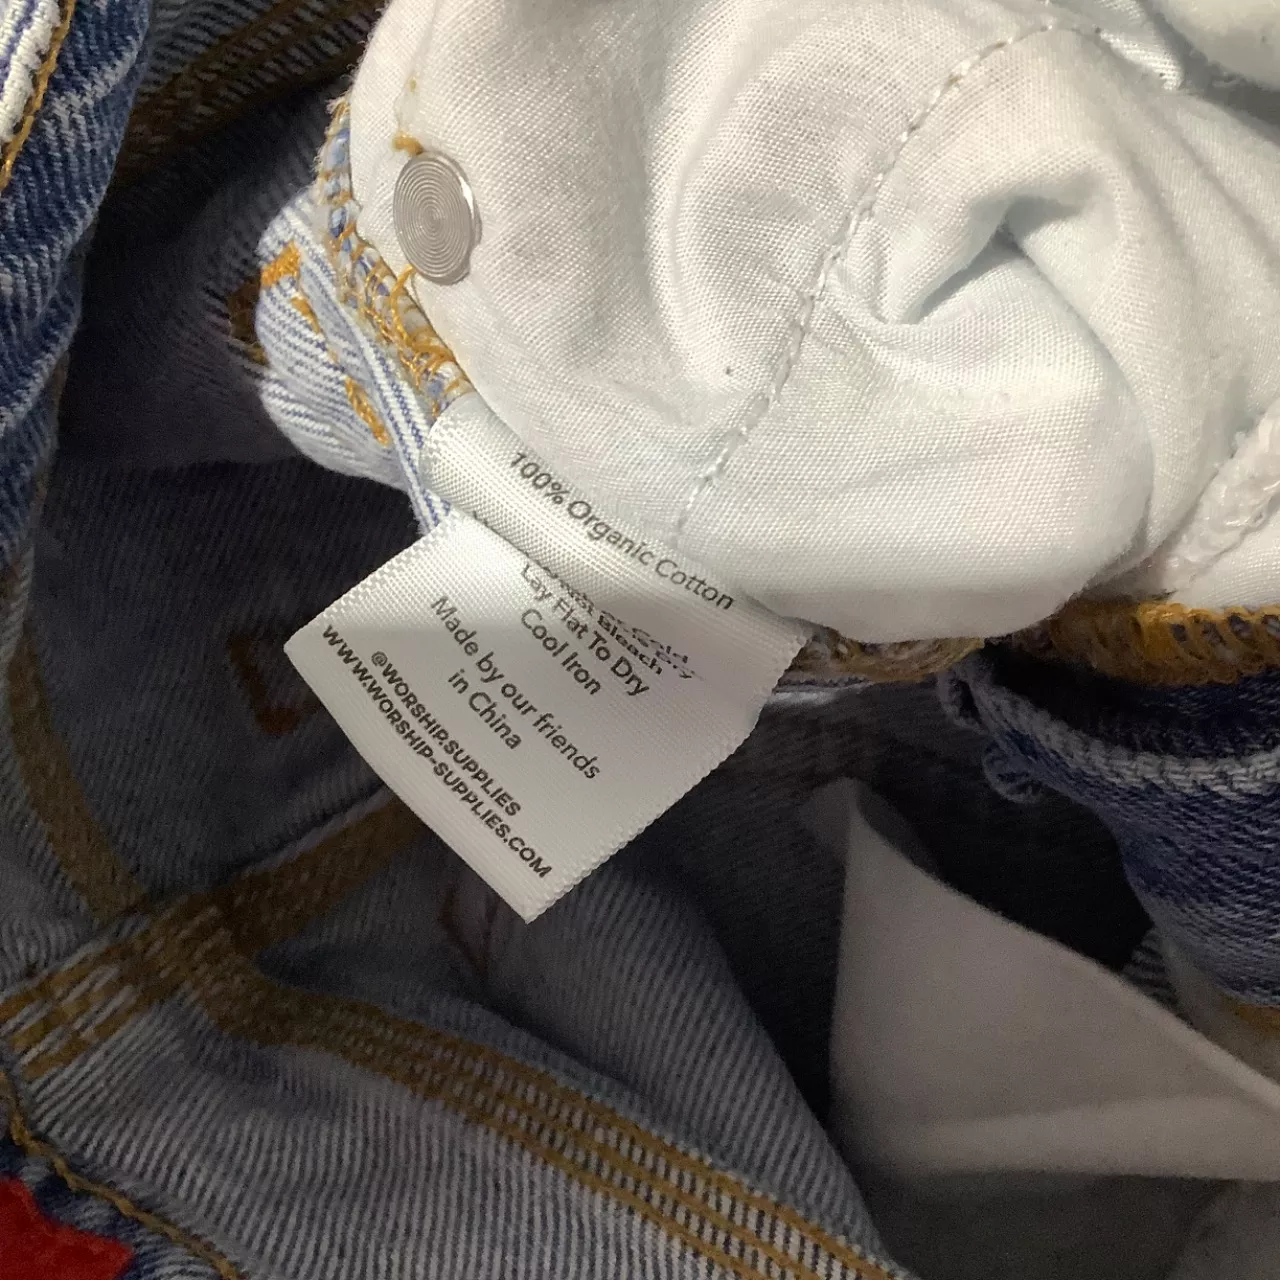 100% Organic Cotton
Bleach
Lay Flat To Dry
Cool Iron
Made by our friends
in China
@WORSHIP.SUPPLIES
WWW.WORSHIP-SUPPLIES.COM